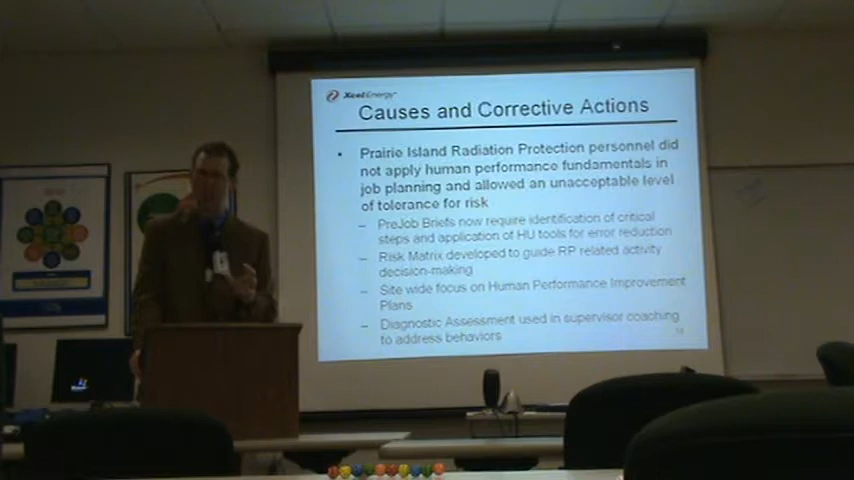 Xcel Energy
Causes and Corrective Actions
• Prairie Island Radiation Protection personnel did
not apply human performance fundamentals in
job planning and allowed an unacceptable level
of tolerance for risk
– PreJob Briefs now require identification of critical
steps and application of HU tools for error reduction
– Risk Matrix developed to guide RP related activity
decision-making
– Site wide focus on Human Performance Improvement
Plans
– Diagnostic Assessment used in supervisor coaching
to address behaviors